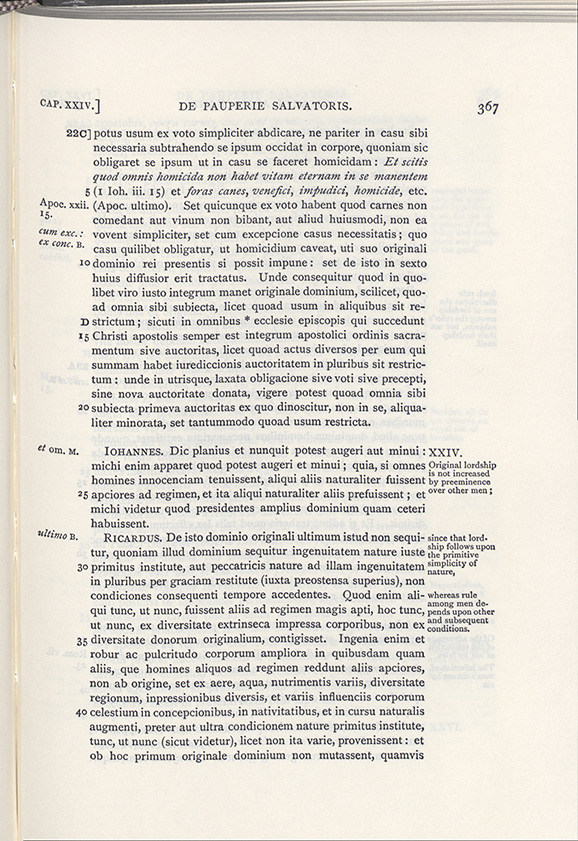 CAP. XXIV.] DE PAUPERIE SALVATORIS. 367
22C] potus usum ex voto simpliciter abdicare, ne pariter in casu sibi
necessaria subtrahendo se ipsum occidat in corpore, quoniam sic
obligaret se ipsum ut in casu se faceret homicidam : Et scitis
quod omnis homicida non habet vitam eternam in se manentem
5 (1 Ioh. iii. 15) et foras canes, venefici, impudici, homicide, etc.
Apoc. xxii. (Apoc. ultimo). Set quicunque ex voto habent quod carnes non
15. comedant aut vinum non bibant, aut aliud huiusmodi, non ea
cum exc.: vovent simpliciter, set cum excepcione casus necessitatis ; quo
ex conc. B. casu quilibet obligatur, ut homicidium caveat, uti suo originali
10 dominio rei presentis si possit impune : set de isto in sexto
huius diffusior erit tractatus. Unde consequitur quod in quo-
libet viro iusto integrum manet originale dominium, scilicet, quo-
ad omnia sibi subiecta, licet quoad usum in aliquibus sit re-
D strictum ; sicuti in omnibus * ecclesie episcopis qui succedunt
15 Christi apostolis semper est integrum apostolici ordinis sacra-
mentum sive auctoritas, licet quoad actus diversos per eum qui
summam habet iurediccionis auctoritatem in pluribus sit restric-
tum : unde in utrisque, laxata obligacione sive voti sive precepti,
sine nova auctoritate donata, vigere potest quoad omnia sibi
20 subiecta primeva auctoritas ex quo dinoscitur, non in se, aliqua-
liter minorata, set tantummodo quoad usum restricta.
et om. M. IOHANNES. Dic planius et nunquit potest augeri aut minui : XXIV.
michi enim apparet quod potest augeri et minui ; quia, si omnes Original lordship
homines innocenciam tenuissent, aliqui aliis naturaliter fuissent is not increased
25 apciores ad regimen, et ita aliqui naturaliter aliis prefuissent ; et by preeminence
michi videtur quod presidentes amplius dominium quam ceteri over other men ;
habuissent.
ultimo B. RICARDUS. De isto dominio originali ultimum istud non sequi- since that lord-
tur, quoniam illud dominium sequitur ingenuitatem nature iuste ship follows upon
30 primitus institute, aut peccatricis nature ad illam ingenuitatem the primitive
in pluribus per graciam restitute (iuxta preostensa superius), non simplicity of
condiciones consequenti tempore accedentes. Quod enim ali- nature,
qui tunc, ut nunc, fuissent aliis ad regimen magis apti, hoc tunc, whereas rule
ut nunc, ex diversitate extrinseca impressa corporibus, non ex among men de-
35 diversitate donorum originalium, contigisset. Ingenia enim et pends upon other
robur ac pulcritudo corporum ampliora in quibusdam quam and subsequent
aliis, que homines aliquos ad regimen reddunt aliis apciores, conditions.
non ab origine, set ex aere, aqua, nutrimentis variis, diversitate
regionum, inpressionibus diversis, et variis influenciis corporum
40 celestium in concepcionibus, in nativitatibus, et in cursu naturalis
augmenti, preter aut ultra condicionem nature primitus institute,
tunc, ut nunc (sicut videtur), licet non ita varie, provenissent : et
ob hoc primum originale dominium non mutassent, quamvis